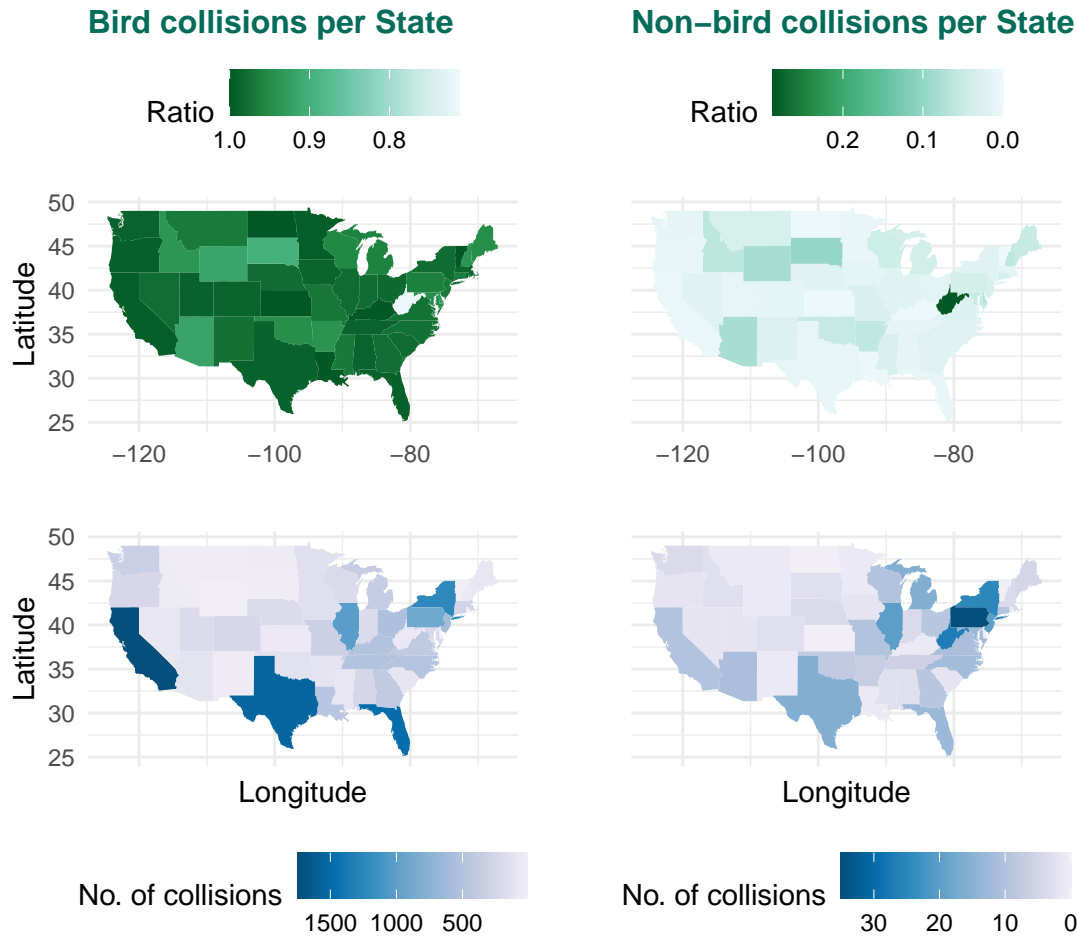 Bird collisions per State
Non−bird collisions per State
Ratio
1.0 0.9 0.8
Ratio
0.2 0.1 0.0
Latitude
50
45
40
35
30
25
−120 −100 −80
−120 −100 −80
Latitude
50
45
40
35
30
25
Longitude
Longitude
No. of collisions
1500 1000 500
No. of collisions
30 20 10 0